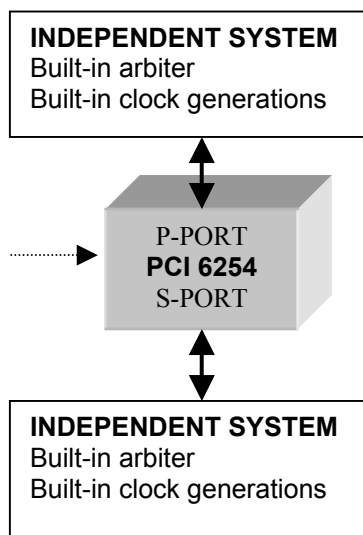 INDEPENDENT SYSTEM
Built-in arbiter
Built-in clock generations
P-PORT
PCI 6254
S-PORT
INDEPENDENT SYSTEM
Built-in arbiter
Built-in clock generations